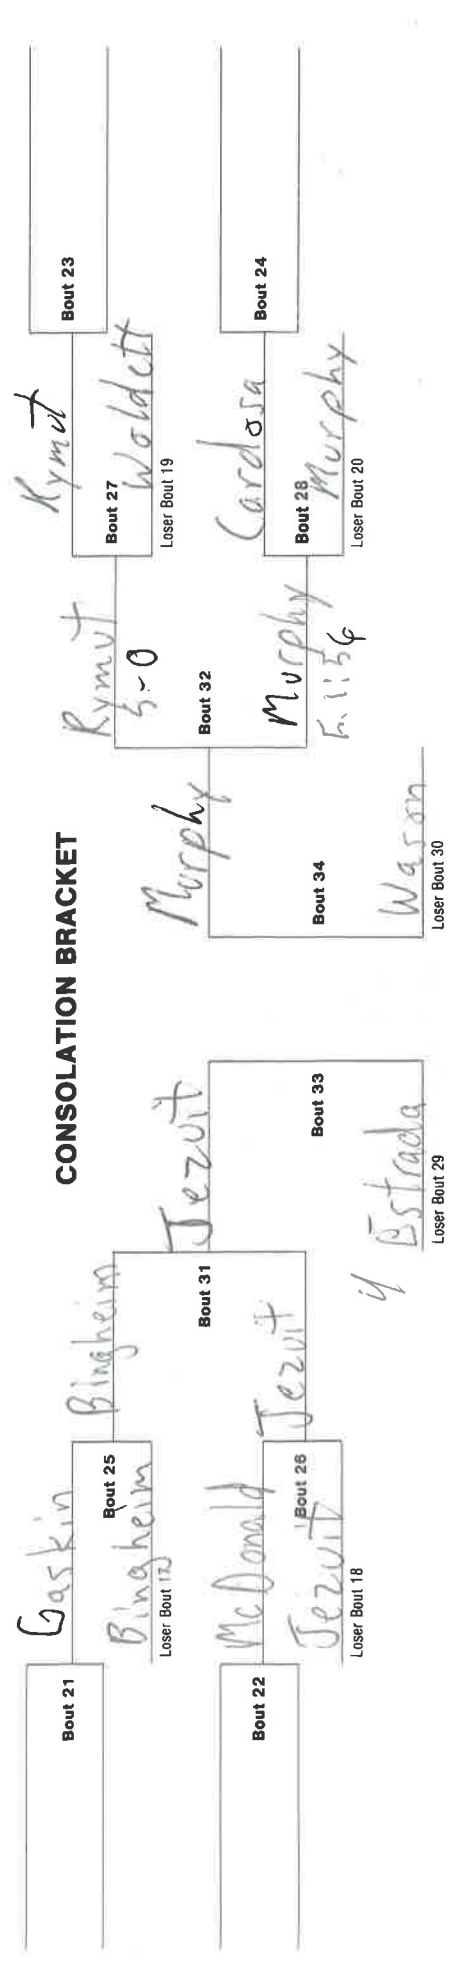 CONSOLATION BRACKET
Bout 21
Gaskin
Bout 25
Bingheim
Loser Bout
Bingheim
Bout 22
McDonald
Bout 26
Jezuit
Loser Bout 18
Jezuit
Bout 31
Jezuit
Bout 33
Estrada
Loser Bout 29
Bout 23
Rymut
Bout 27
Woldett
Loser Bout 19
Rymut
5-0
Bout 24
Cardosa
Bout 28
Murphy
Loser Bout 20
Murphy
F. 1:56
Bout 32
Murphy
Bout 34
Wason
Loser Bout 30